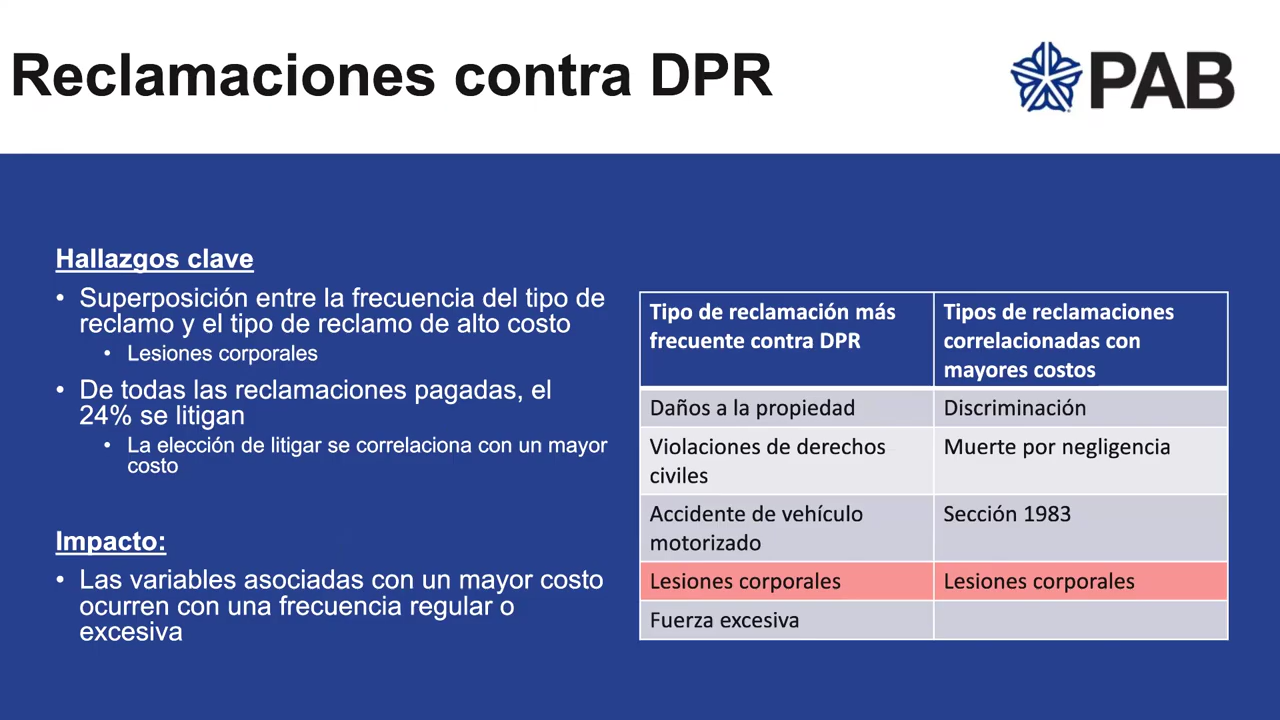 Reclamaciones contra DPR
PAB
Hallazgos clave
• Superposición entre la frecuencia del tipo de
reclamo y el tipo de reclamo de alto costo
• Lesiones corporales
• De todas las reclamaciones pagadas, el
24% se litigan
• La elección de litigar se correlaciona con un mayor
costo
Impacto:
• Las variables asociadas con un mayor costo
ocurren con una frecuencia regular o
excesiva
Tipo de reclamación más
frecuente contra DPR
Tipos de reclamaciones
correlacionadas con
mayores costos
Daños a la propiedad
Discriminación
Violaciones de derechos
civiles
Muerte por negligencia
Accidente de vehículo
motorizado
Sección 1983
Lesiones corporales
Lesiones corporales
Fuerza excesiva